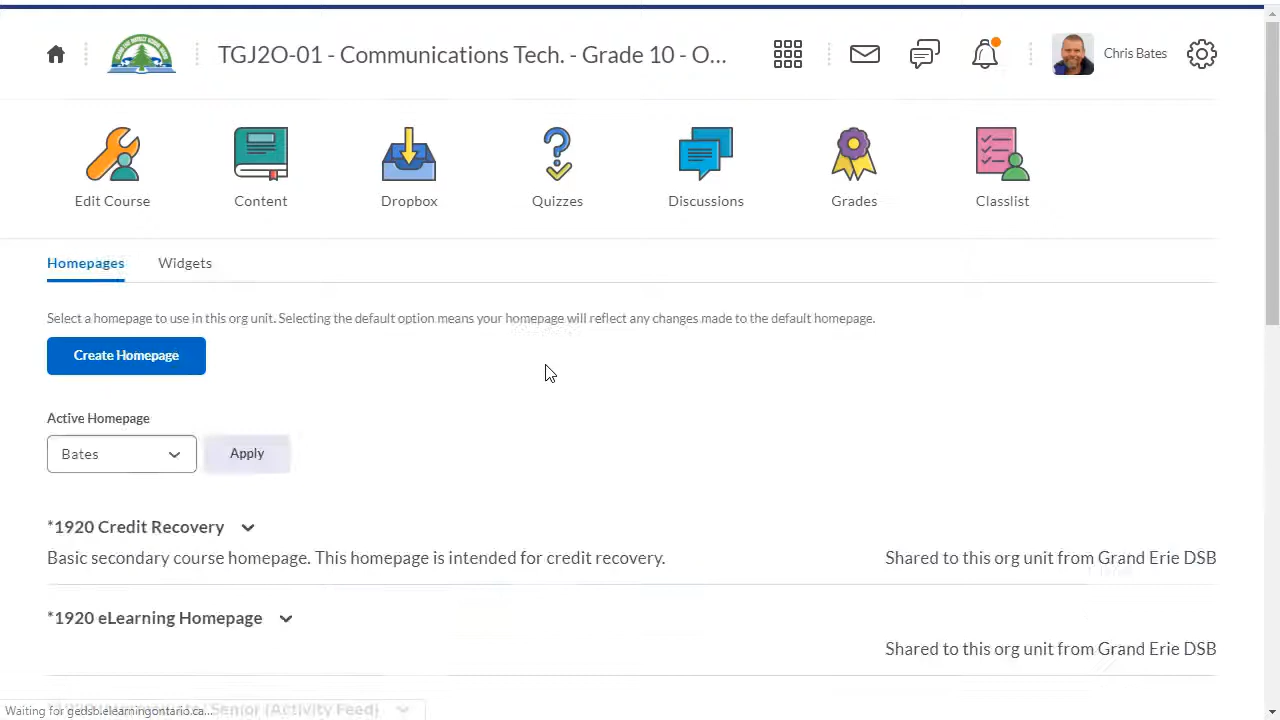 TGJ2O-01 - Communications Tech. - Grade 10 - O...
Chris Bates
Edit Course
Content
Dropbox
Quizzes
Discussions
Grades
Classlist
Homepages
Widgets
Select a homepage to use in this org unit. Selecting the default option means your homepage will reflect any changes made to the default homepage.
Create Homepage
Active Homepage
Bates
Apply
*1920 Credit Recovery
Basic secondary course homepage. This homepage is intended for credit recovery.
Shared to this org unit from Grand Erie DSB
*1920 eLearning Homepage
Shared to this org unit from Grand Erie DSB
Senior (Activity Feed)
Waiting for gedsb.elearningontario.ca...